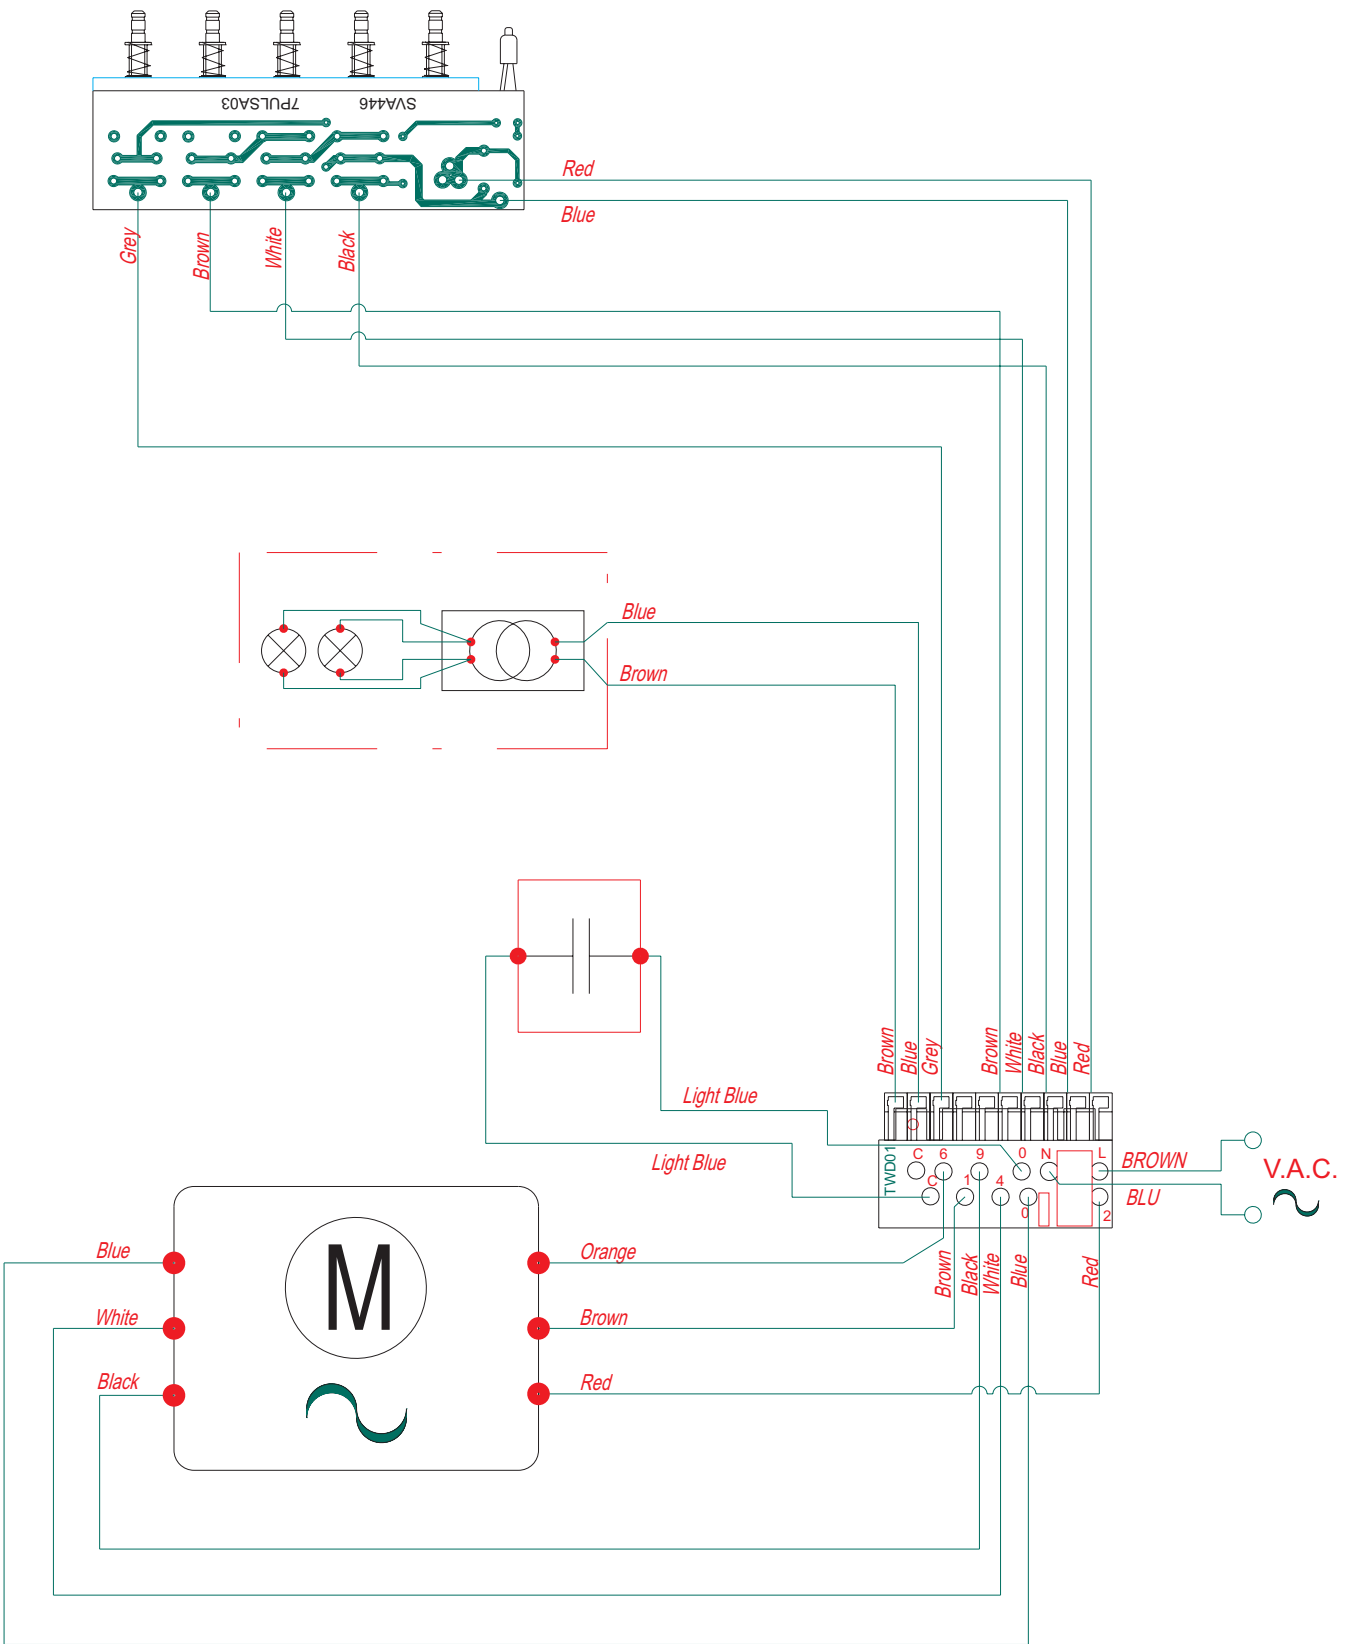 7PULSA03 SVA446
Red
Blue
Grey
Brown
White
Black
Blue
Brown
Light Blue
Light Blue
Brown
Blue
Grey
Brown
White
Black
Blue
Red
TWD01
C 6 9 0 N L
C 1 4 0 2
BROWN
BLU
V.A.C.
Blue
White
Black
M
Orange
Brown
Red
Brown
Black
White
Blue
Red